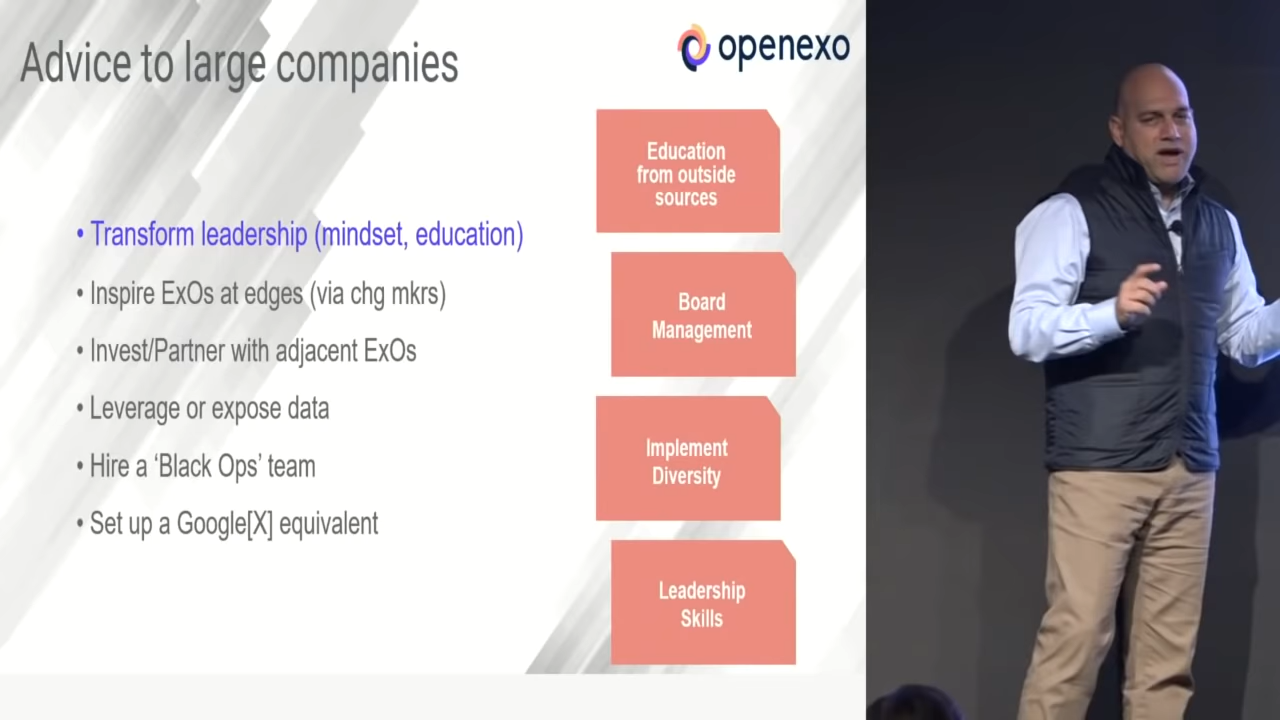 Advice to large companies
openexo
• Transform leadership (mindset, education)
• Inspire ExOs at edges (via chg mkrs)
• Invest/Partner with adjacent ExOs
• Leverage or expose data
• Hire a ‘Black Ops’ team
• Set up a Google[X] equivalent
Education
from outside
sources
Board
Management
Implement
Diversity
Leadership
Skills